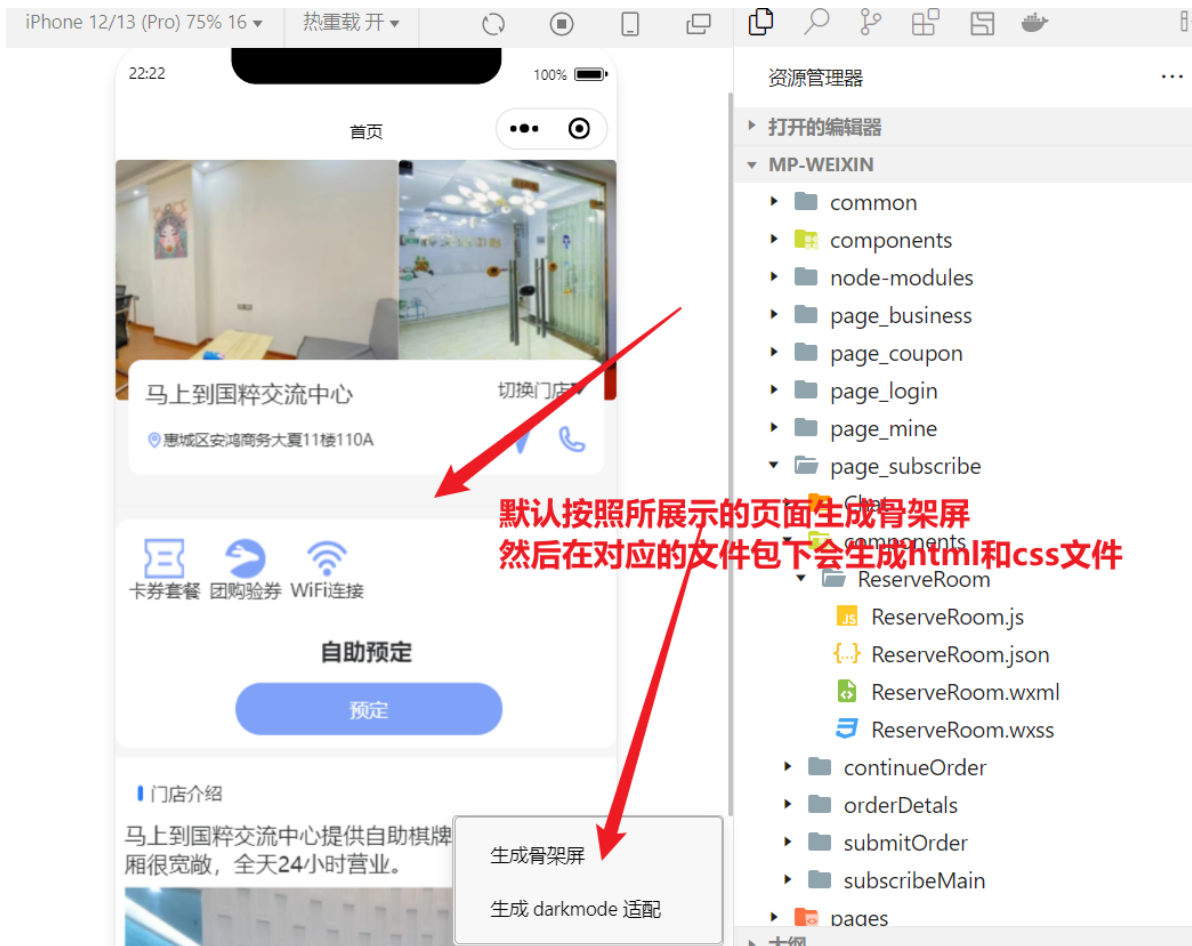 iPhone 12/13 (Pro) 75% 16
热重载 开
22:22
100%
首页
马上到国粹交流中心
切换门店
惠城区安鸿商务大夏11楼110A
卡券套餐
团购验券
WiFi连接
自助预定
预定
门店介绍
马上到国粹交流中心提供自助棋牌
厢很宽敞，全天24小时营业。
生成骨架屏
生成 darkmode 适配
默认按照所展示的页面生成骨架屏
然后在对应的文件包下会生成html和css文件
资源管理器
打开的编辑器
MP-WEIXIN
common
components
node-modules
page_business
page_coupon
page_login
page_mine
page_subscribe
Chat
components
ReserveRoom
JS ReserveRoom.js
{...} ReserveRoom.json
ReserveRoom.wxml
ReserveRoom.wxss
continueOrder
orderDetals
submitOrder
subscribeMain
pages
大纲